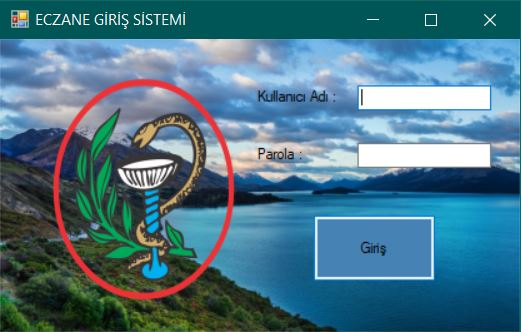 ECZANE GİRİŞ SİSTEMİ
Kullanıcı Adı :
Parola :
Giriş